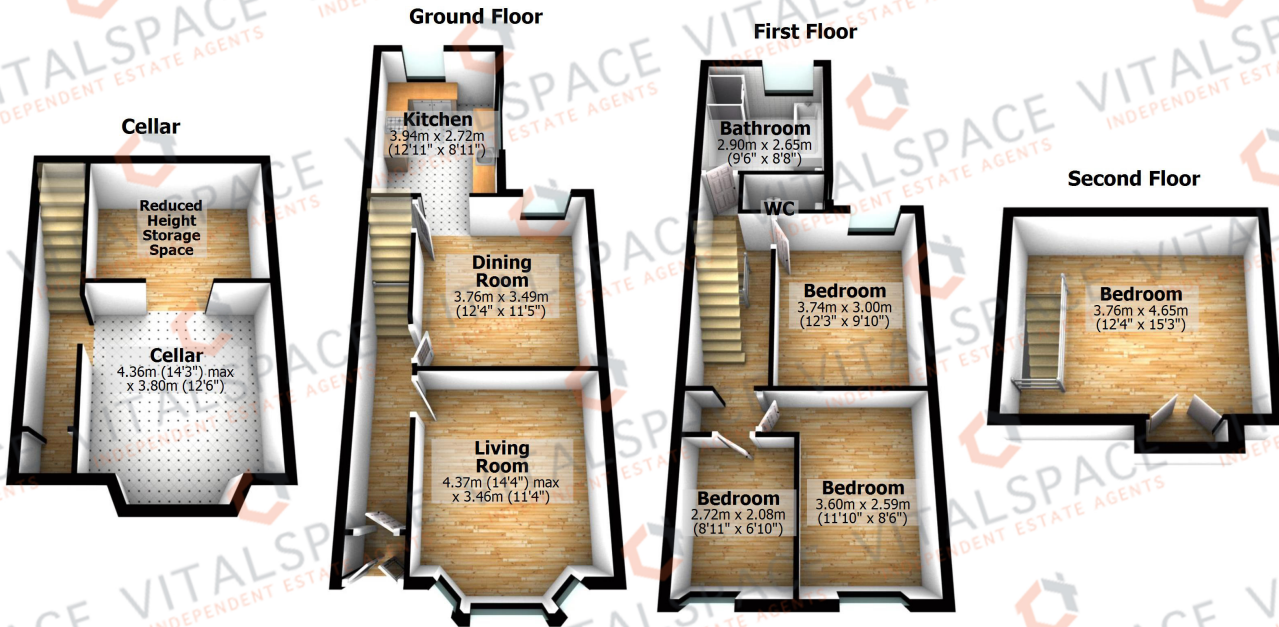 Cellar
Reduced
Height
Storage
Space
Cellar
4.36m (14'3") max
x 3.80m (12'6")
Ground Floor
Kitchen
3.94m x 2.72m
(12'11" x 8'11")
Dining
Room
3.76m x 3.49m
(12'4" x 11'5")
Living
Room
4.37m (14'4") max
x 3.46m (11'4")
First Floor
Bathroom
2.90m x 2.65m
(9'6" x 8'8")
WC
Bedroom
3.74m x 3.00m
(12'3" x 9'10")
Bedroom
2.72m x 2.08m
(8'11" x 6'10")
Bedroom
3.60m x 2.59m
(11'10" x 8'6")
Second Floor
Bedroom
3.76m x 4.65m
(12'4" x 15'3")
VITALSPACE
INDEPENDENT ESTATE AGENTS